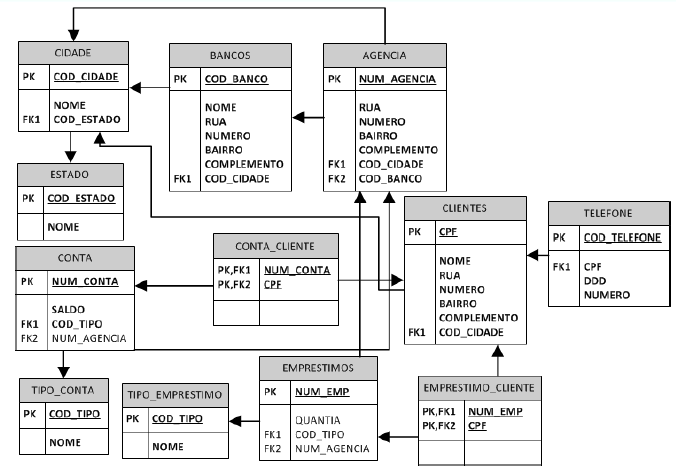 CIDADE
PK COD_CIDADE
NOME
FK1 COD_ESTADO
BANCOS
PK COD_BANCO
NOME
RUA
NUMERO
BAIRRO
COMPLEMENTO
FK1 COD_CIDADE
AGENCIA
PK NUM_AGENCIA
RUA
NUMERO
BAIRRO
COMPLEMENTO
FK1 COD_CIDADE
FK2 COD_BANCO
ESTADO
PK COD_ESTADO
NOME
CLIENTES
PK CPF
NOME
RUA
NUMERO
BAIRRO
COMPLEMENTO
FK1 COD_CIDADE
TELEFONE
PK COD_TELEFONE
FK1 CPF
DDD
NUMERO
CONTA
PK NUM_CONTA
SALDO
FK1 COD_TIPO
FK2 NUM_AGENCIA
CONTA_CLIENTE
PK,FK1 NUM_CONTA
PK,FK2 CPF
TIPO_CONTA
PK COD_TIPO
NOME
TIPO_EMPRESTIMO
PK COD_TIPO
NOME
EMPRESTIMOS
PK NUM_EMP
QUANTIA
FK1 COD_TIPO
FK2 NUM_AGENCIA
EMPRESTIMO_CLIENTE
PK,FK1 NUM_EMP
PK,FK2 CPF